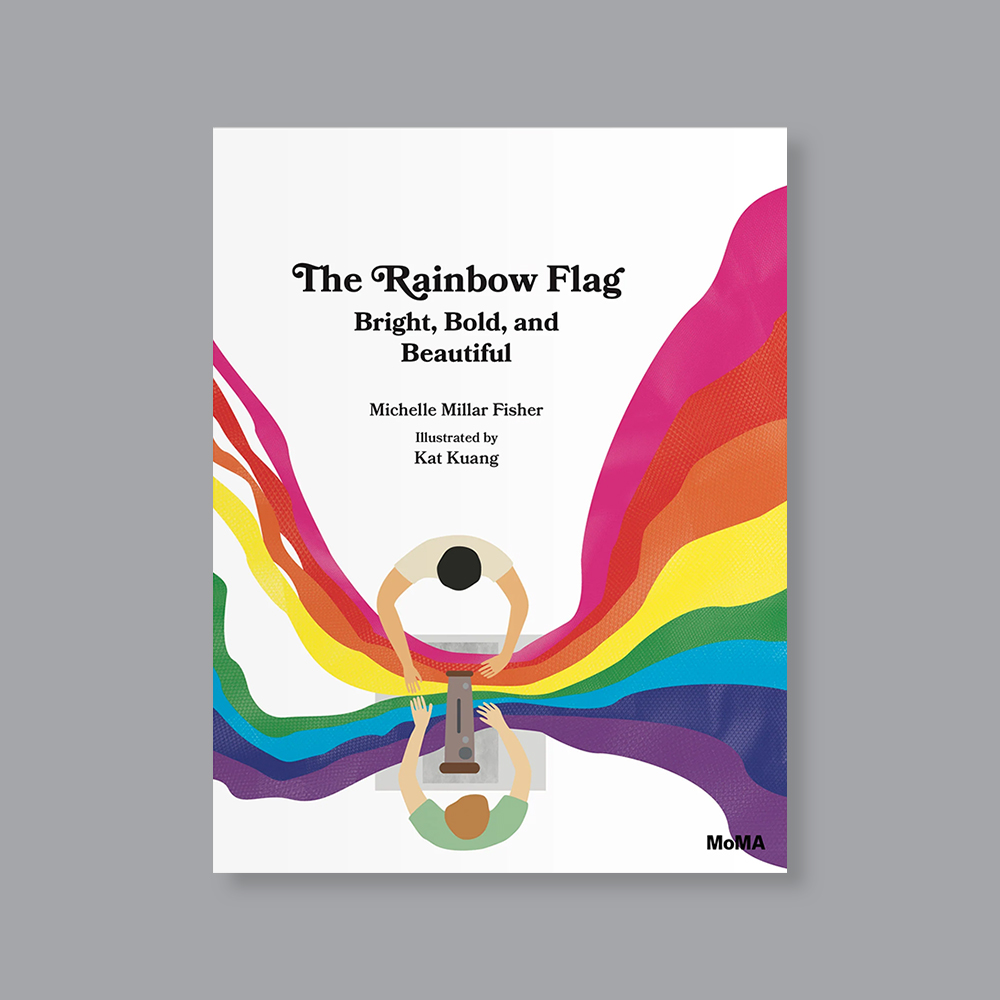 The Rainbow Flag
Bright, Bold, and
Beautiful
Michelle Millar Fisher
Illustrated by
Kat Kuang
MoMA